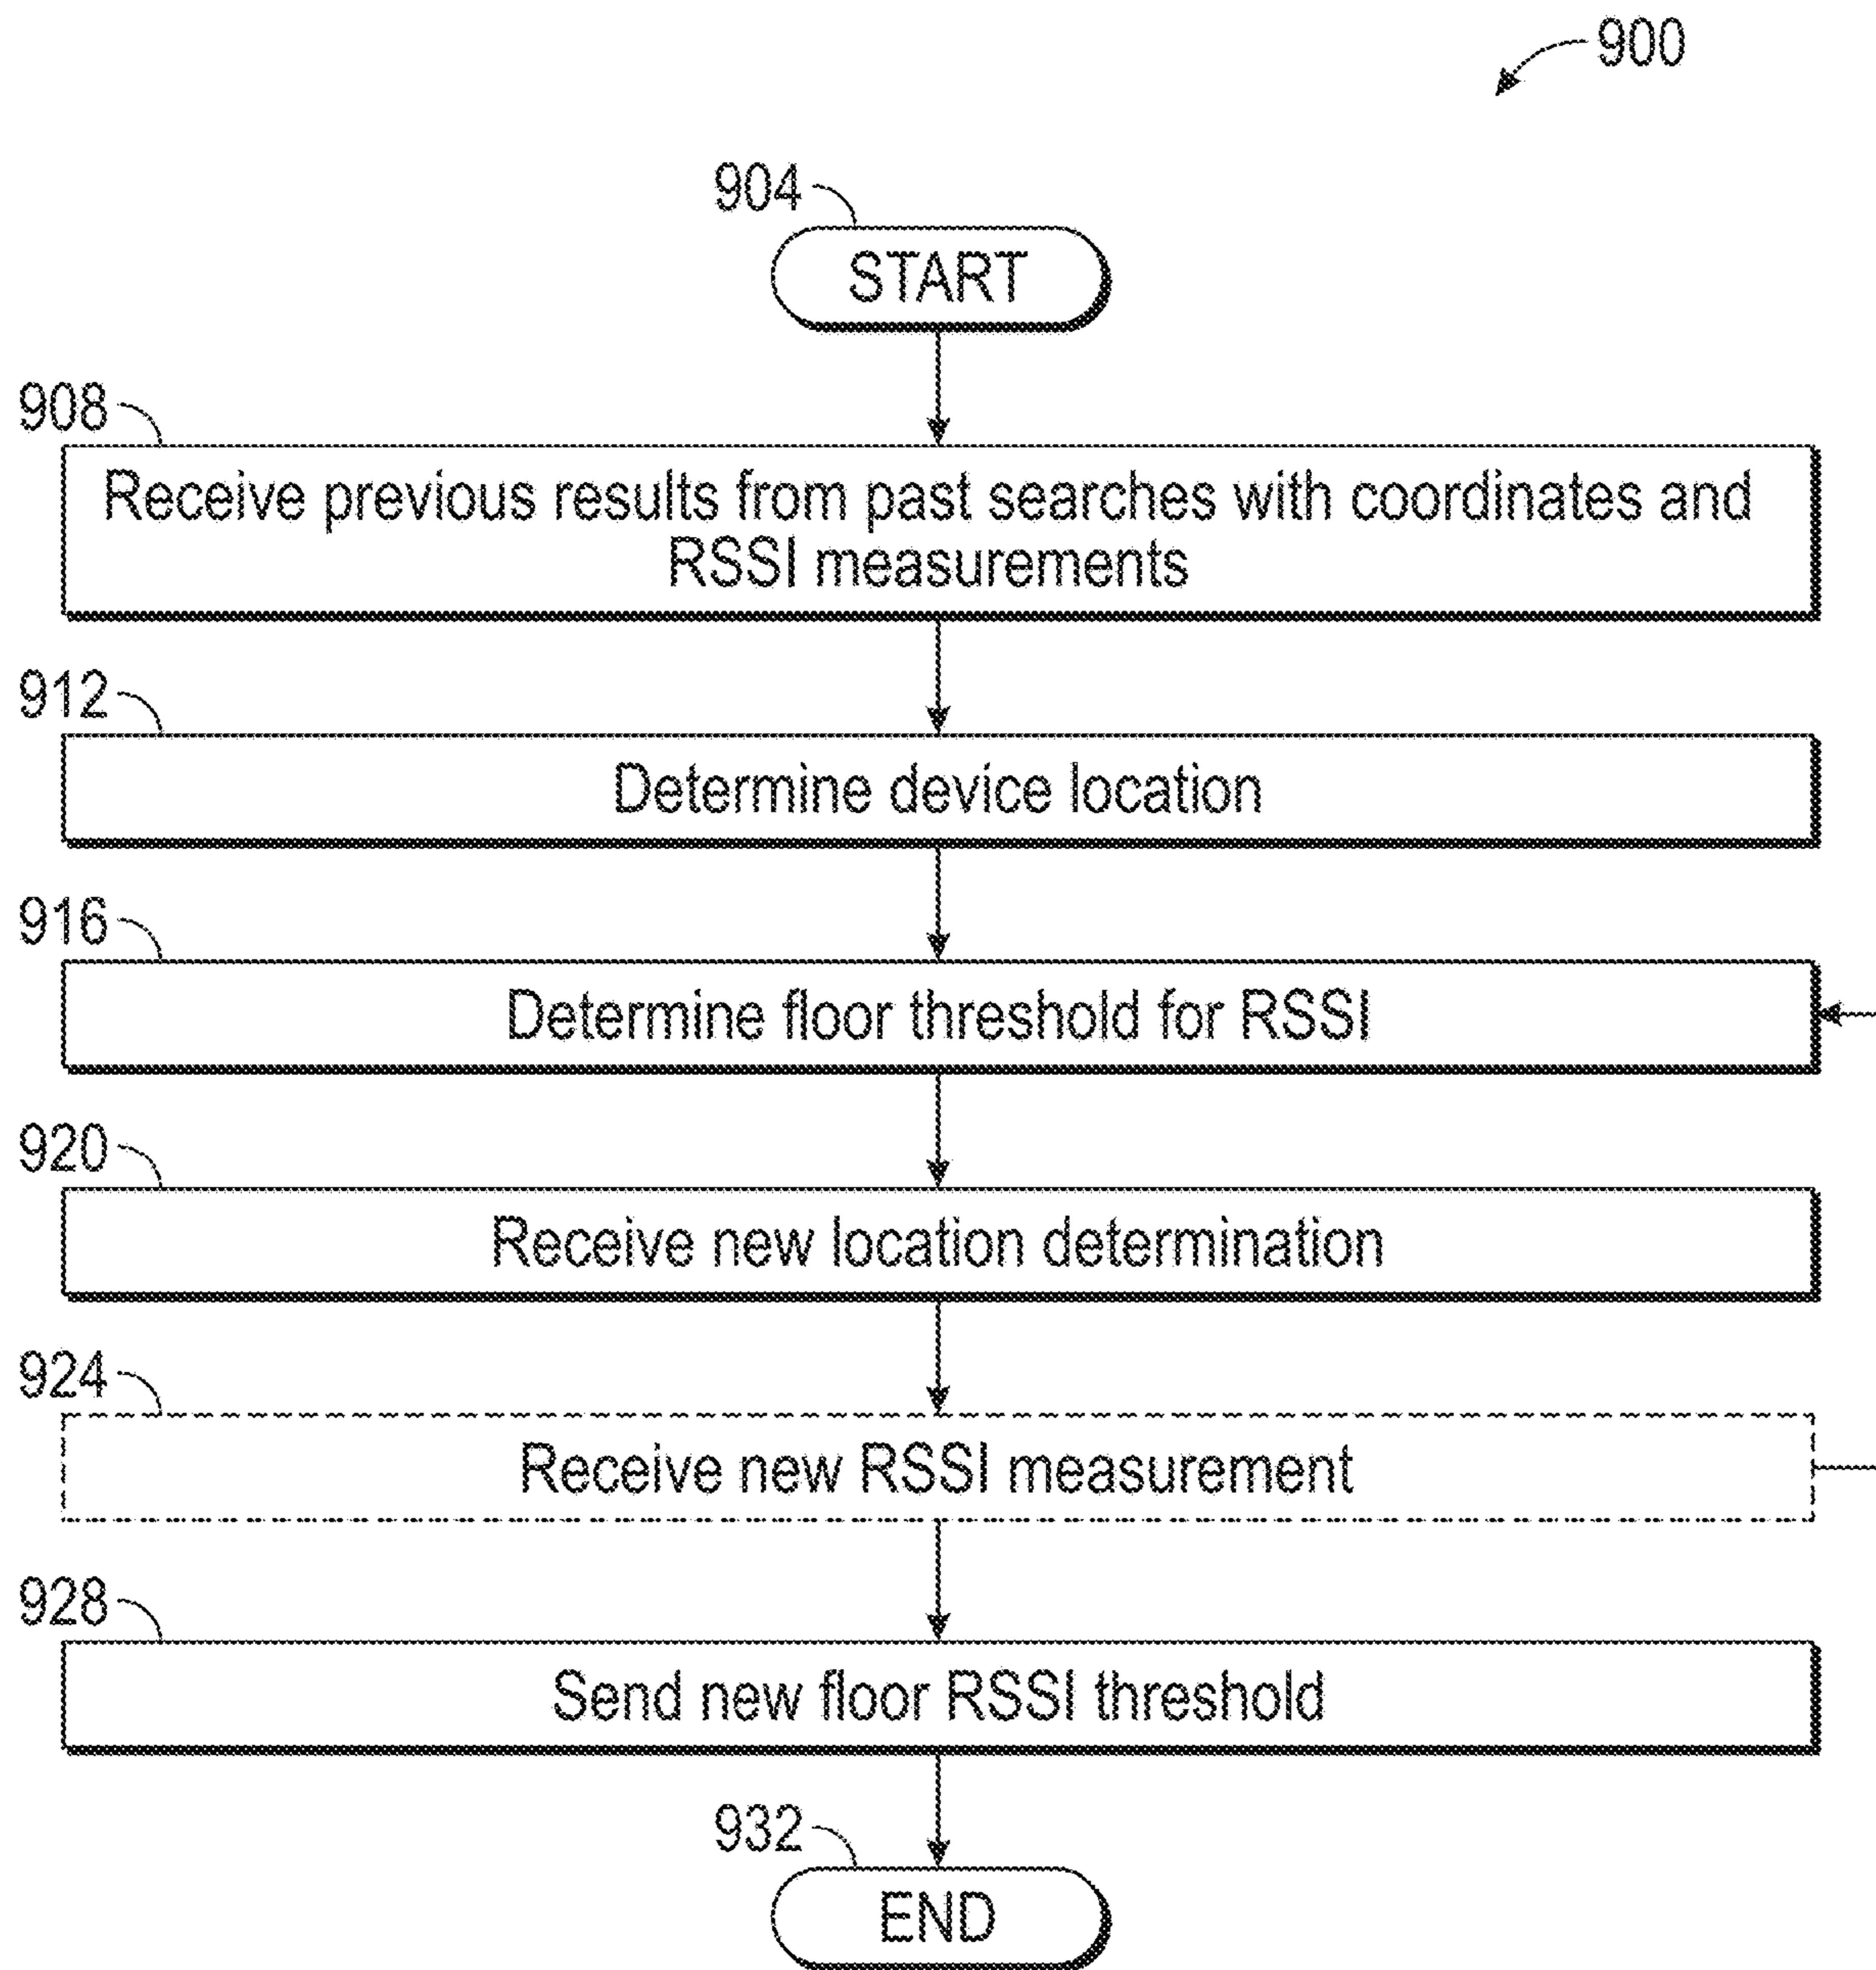 900
904
START
908
Receive previous results from past searches with coordinates and
RSSI measurements
912
Determine device location
916
Determine floor threshold for RSSI
920
Receive new location determination
924
Receive new RSSI measurement
928
Send new floor RSSI threshold
932
END